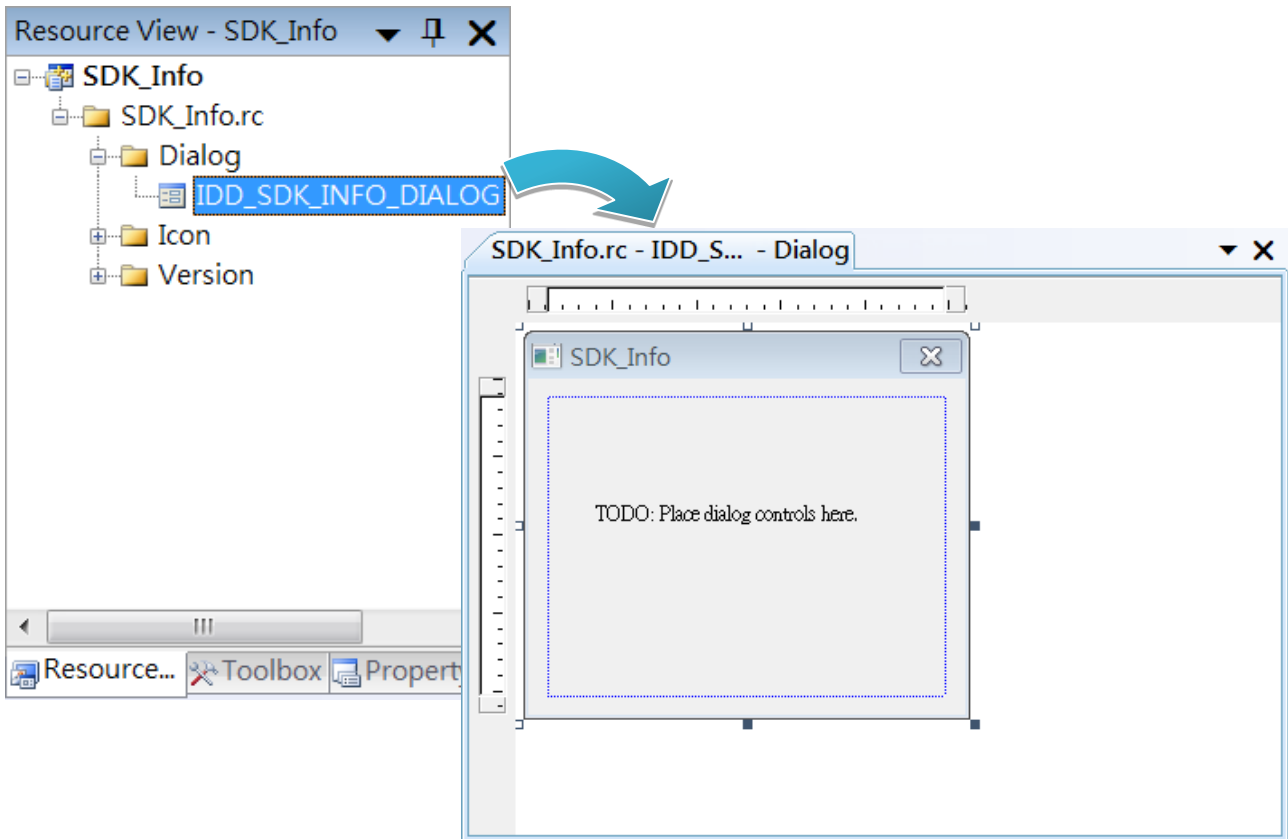 Resource View - SDK_Info
SDK_Info
SDK_Info.rc
Dialog
IDD_SDK_INFO_DIALOG
Icon
Version
Resource... Toolbox Property
SDK_Info.rc - IDD_S... - Dialog
SDK_Info
TODO: Place dialog controls here.